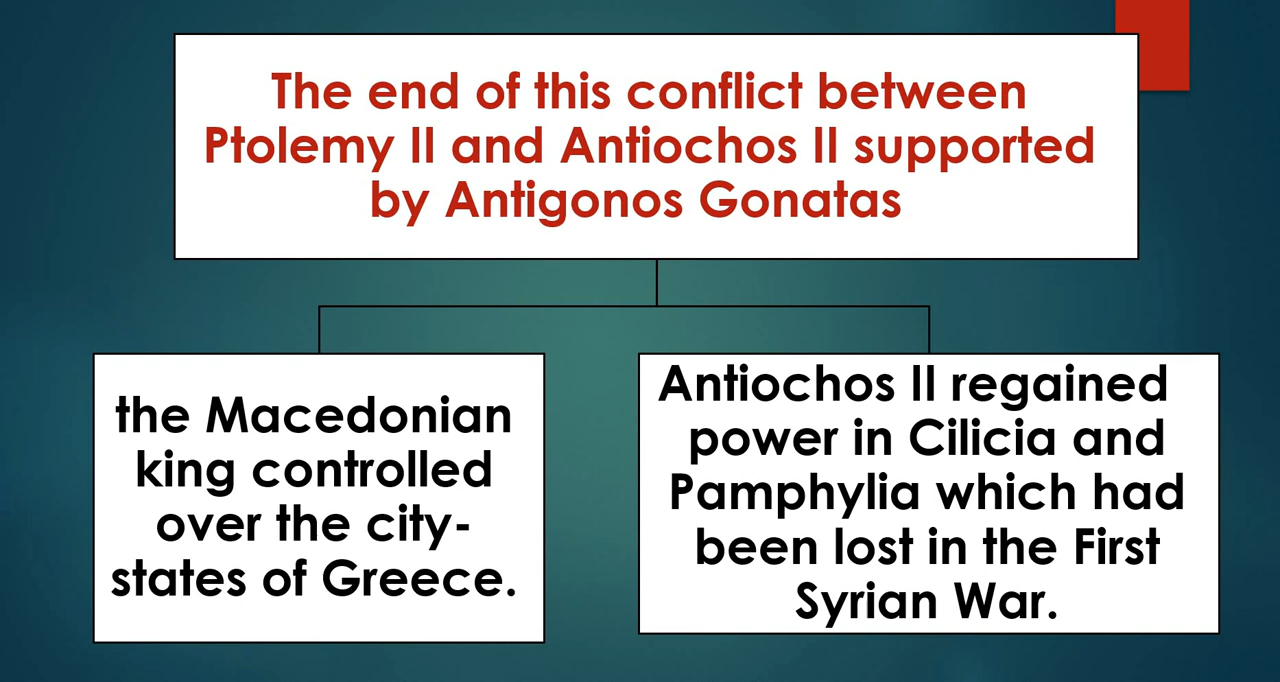 The end of this conflict between
Ptolemy II and Antiochos II supported
by Antigonos Gonatas
the Macedonian
king controlled
over the city-
states of Greece.
Antiochos II regained
power in Cilicia and
Pamphylia which had
been lost in the First
Syrian War.